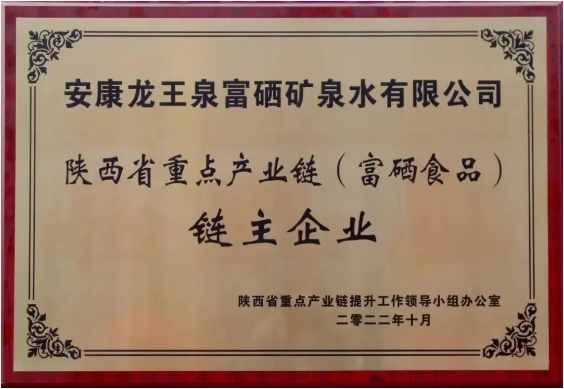 安康龙王泉富硒矿泉水有限公司
陕西省重点产业链（富硒食品）
链主企业
陕西省重点产业链提升工作领导小组办公室
二零二二年十月